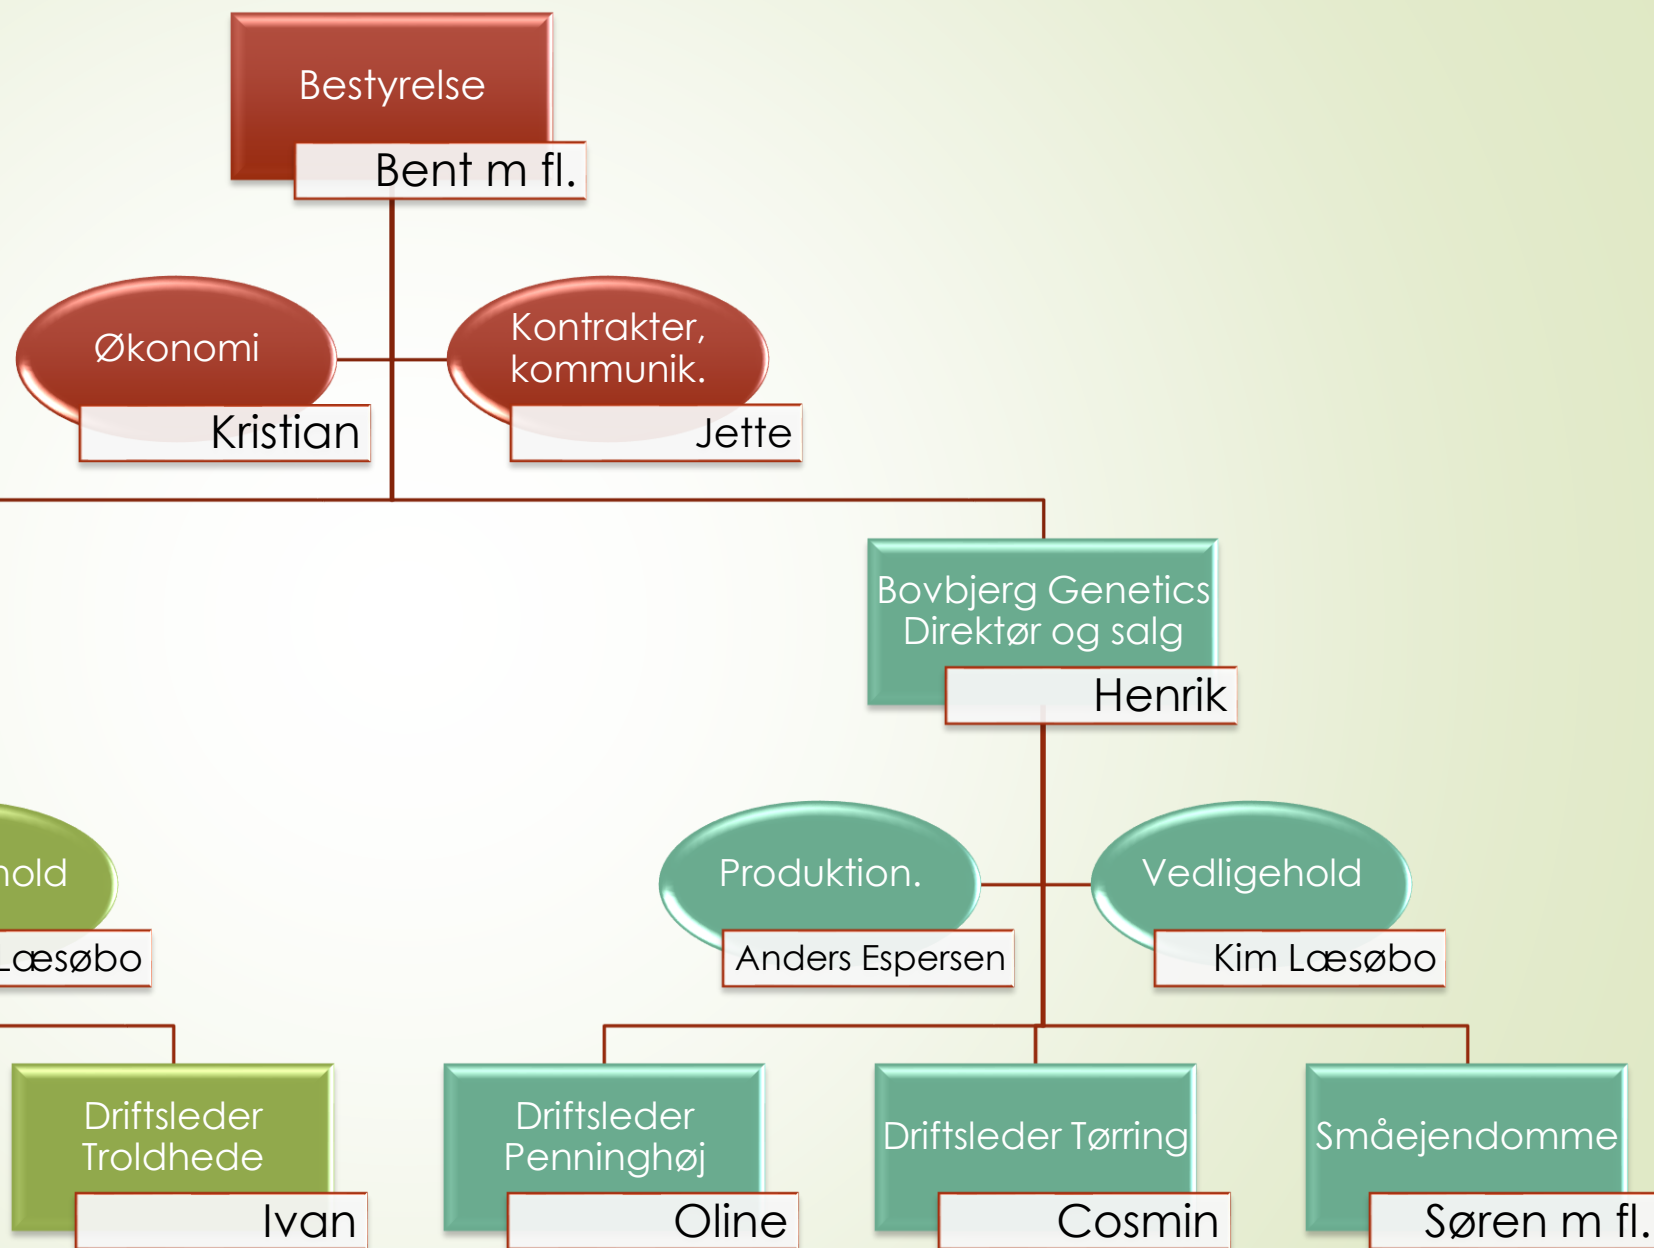 Bestyrelse
Bent m fl.
Økonomi
Kristian
Kontrakter,
kommunik.
Jette
Bovbjerg Genetics
Direktør og salg
Henrik
Læsøbo
Produktion.
Anders Espersen
Vedligehold
Kim Læsøbo
Driftsleder
Troldhede
Ivan
Driftsleder
Penninghøj
Oline
Driftsleder Tørring
Cosmin
Småejendomme
Søren m fl.